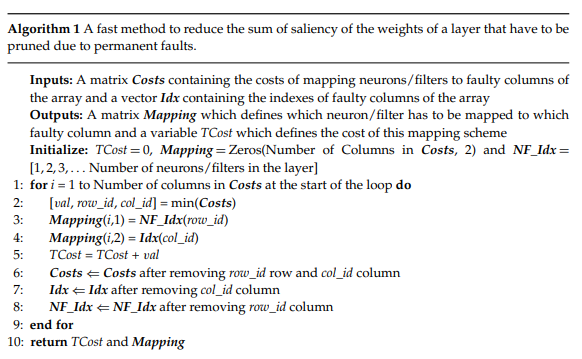 Algorithm 1 A fast method to reduce the sum of saliency of the weights of a layer that have to be
pruned due to permanent faults.
Inputs: A matrix Costs containing the costs of mapping neurons/filters to faulty columns of
the array and a vector Idx containing the indexes of faulty columns of the array
Outputs: A matrix Mapping which defines which neuron/filter has to be mapped to which
faulty column and a variable TCost which defines the cost of this mapping scheme
Initialize: TCost = 0, Mapping = Zeros(Number of Columns in Costs, 2) and NF_Idx =
[1, 2, 3, . . . Number of neurons/filters in the layer]
1: for i = 1 to Number of columns in Costs at the start of the loop do
2: [val, row_id, col_id] = min(Costs)
3: Mapping(i,1) = NF_Idx(row_id)
4: Mapping(i,2) = Idx(col_id)
5: TCost = TCost + val
6: Costs ⇐ Costs after removing row_id row and col_id column
7: Idx ⇐ Idx after removing col_id column
8: NF_Idx ⇐ NF_Idx after removing row_id column
9: end for
10: return TCost and Mapping